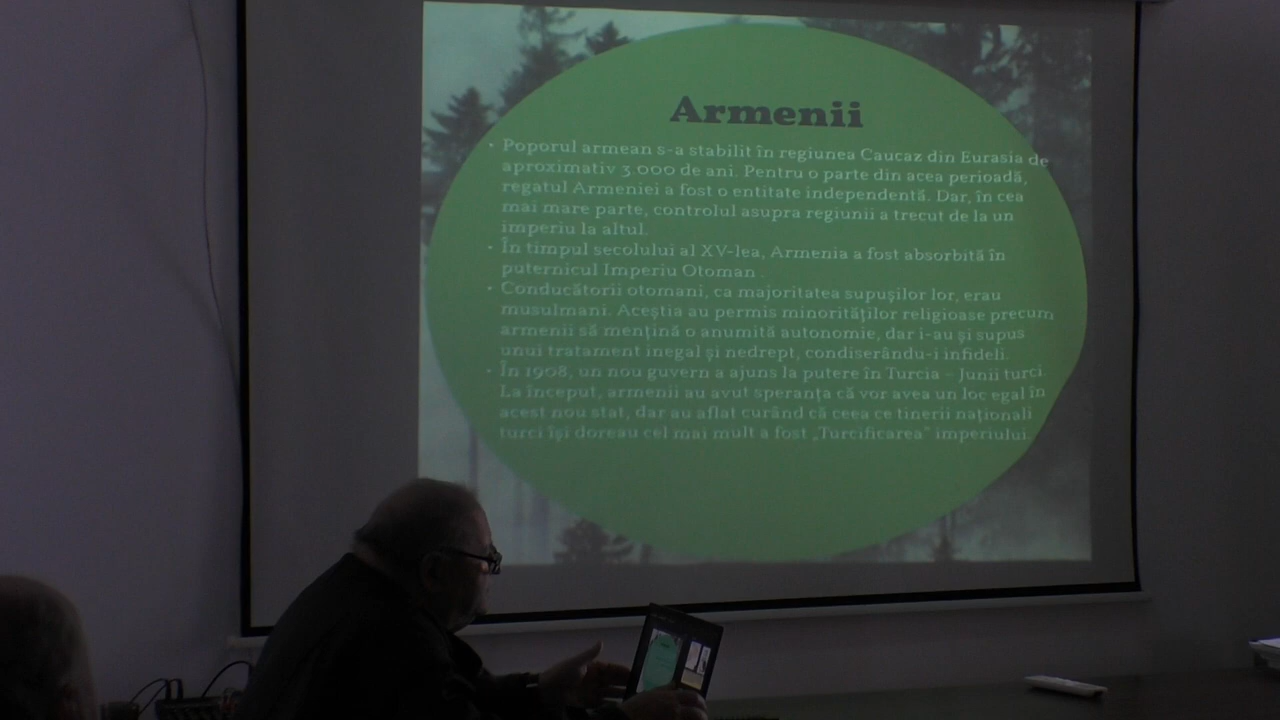 Armenii
• Poporul armean s-a stabilit în regiunea Caucaz din Eurasia de
aproximativ 3.000 de ani. Pentru o parte din acea perioadă,
regatul Armeniei a fost o entitate independentă. Dar, în cea
mai mare parte, controlul asupra regiunii a trecut de la un
imperiu la altul.
• În timpul secolului al XV-lea, Armenia a fost absorbită în
puternicul Imperiu Otoman .
• Conducătorii otomani, ca majoritatea supușilor lor, erau
musulmani. Aceștia au permis minorităților religioase precum
armenii să mențină o anumită autonomie, dar i-au și supus
unui tratament inegal și nedrept, condiserându-i infideli.
• În 1908, un nou guvern a ajuns la putere în Turcia - Junii turci.
La început, armenii au avut speranța că vor avea un loc egal în
acest nou stat, dar au aflat curând că ceea ce tinerii naționali
turci își doreau cel mai mult a fost „Turcificarea” imperiului.